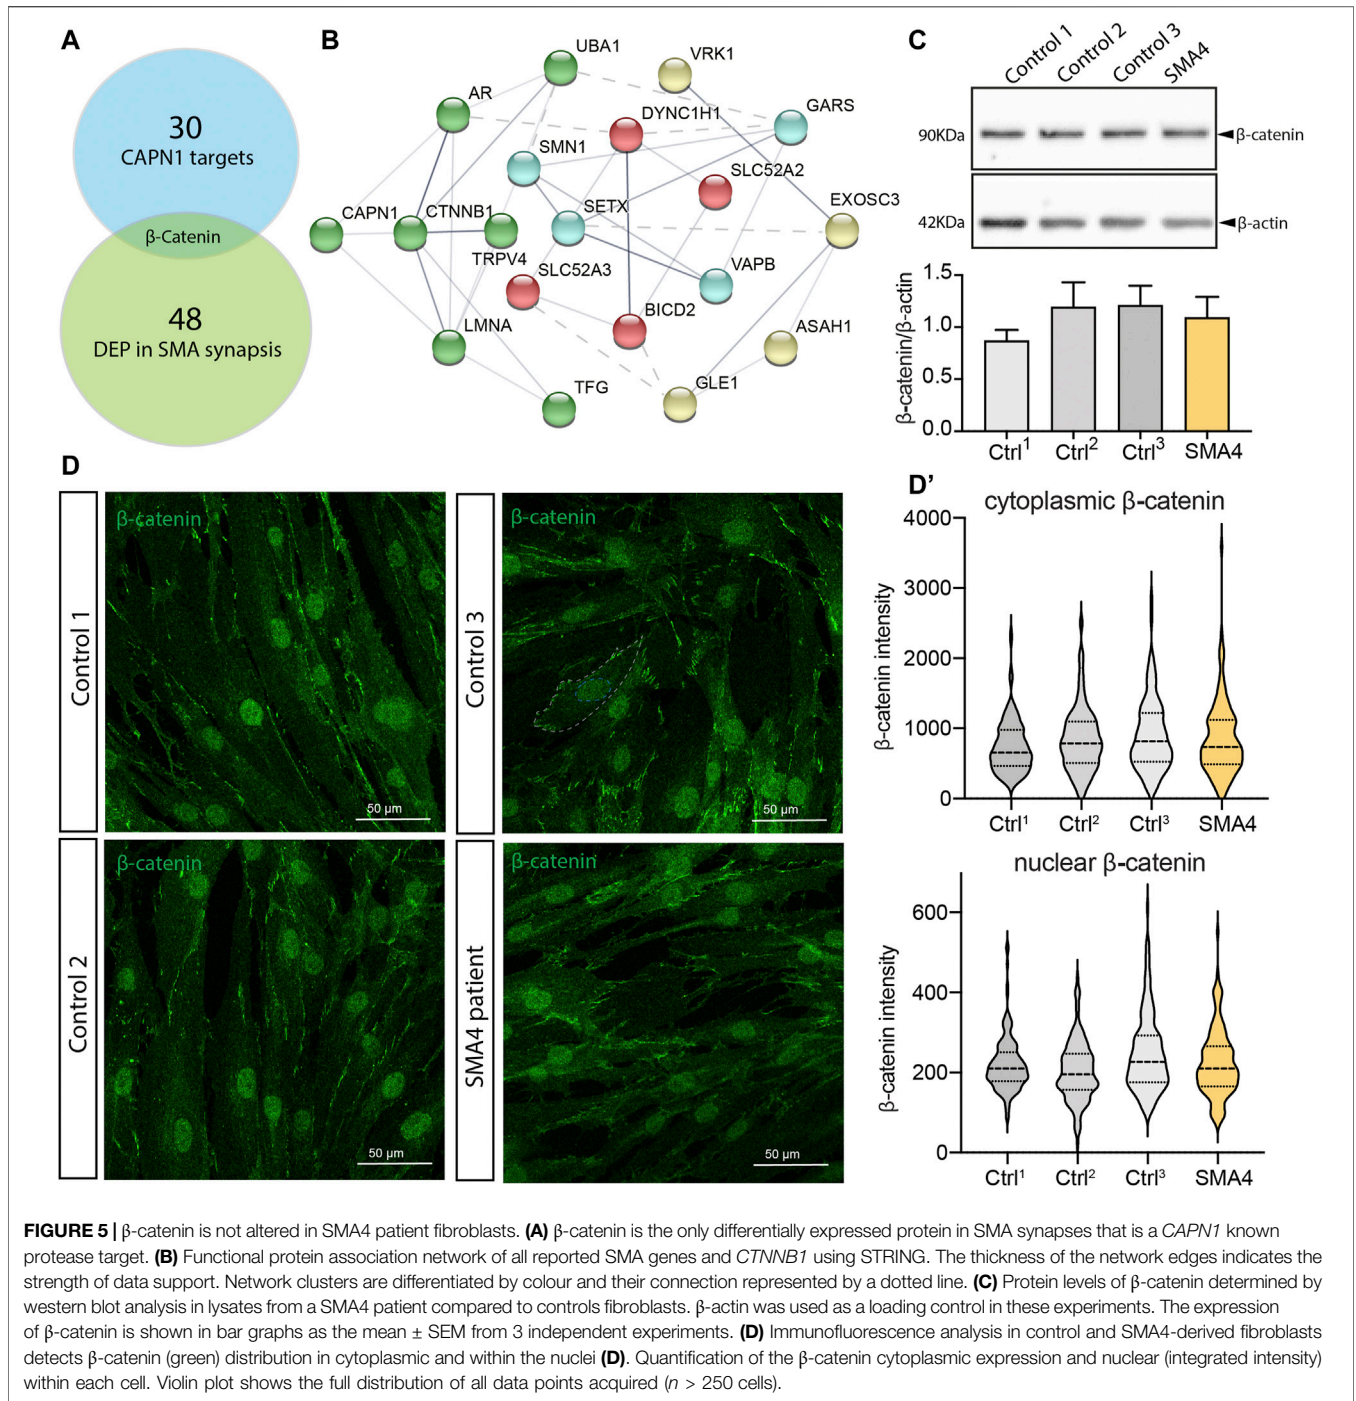 A
30
CAPN1 targets
β-Catenin
48
DEP in SMA synapsis
B
UBA1
VRK1
AR
DYNC1H1
GARS
SMN1
SLC52A2
CAPN1
CTNNB1
SETX
EXOSC3
TRPV4
SLC52A3
VAPB
LMNA
BICD2
ASAH1
TFG
GLE1
C
Control 1
Control 2
Control 3
SMA4
90KDa
β-catenin
42KDa
β-actin
β-catenin/β-actin
1.5
1.0
0.5
0.0
Ctrl¹ Ctrl² Ctrl³ SMA4
D
Control 1
β-catenin
50 µm
Control 3
β-catenin
50 µm
Control 2
β-catenin
50 µm
SMA4 patient
β-catenin
50 µm
D’
cytoplasmic β-catenin
β-catenin intensity
4000
3000
2000
1000
0
Ctrl¹ Ctrl² Ctrl³ SMA4
nuclear β-catenin
β-catenin intensity
600
400
200
0
Ctrl¹ Ctrl² Ctrl³ SMA4
FIGURE 5 | β-catenin is not altered in SMA4 patient fibroblasts. (A) β-catenin is the only differentially expressed protein in SMA synapses that is a CAPN1 known
protease target. (B) Functional protein association network of all reported SMA genes and CTNNB1 using STRING. The thickness of the network edges indicates the
strength of data support. Network clusters are differentiated by colour and their connection represented by a dotted line. (C) Protein levels of β-catenin determined by
western blot analysis in lysates from a SMA4 patient compared to controls fibroblasts. β-actin was used as a loading control in these experiments. The expression
of β-catenin is shown in bar graphs as the mean ± SEM from 3 independent experiments. (D) Immunofluorescence analysis in control and SMA4-derived fibroblasts
detects β-catenin (green) distribution in cytoplasmic and within the nuclei (D). Quantification of the β-catenin cytoplasmic expression and nuclear (integrated intensity)
within each cell. Violin plot shows the full distribution of all data points acquired (n > 250 cells).